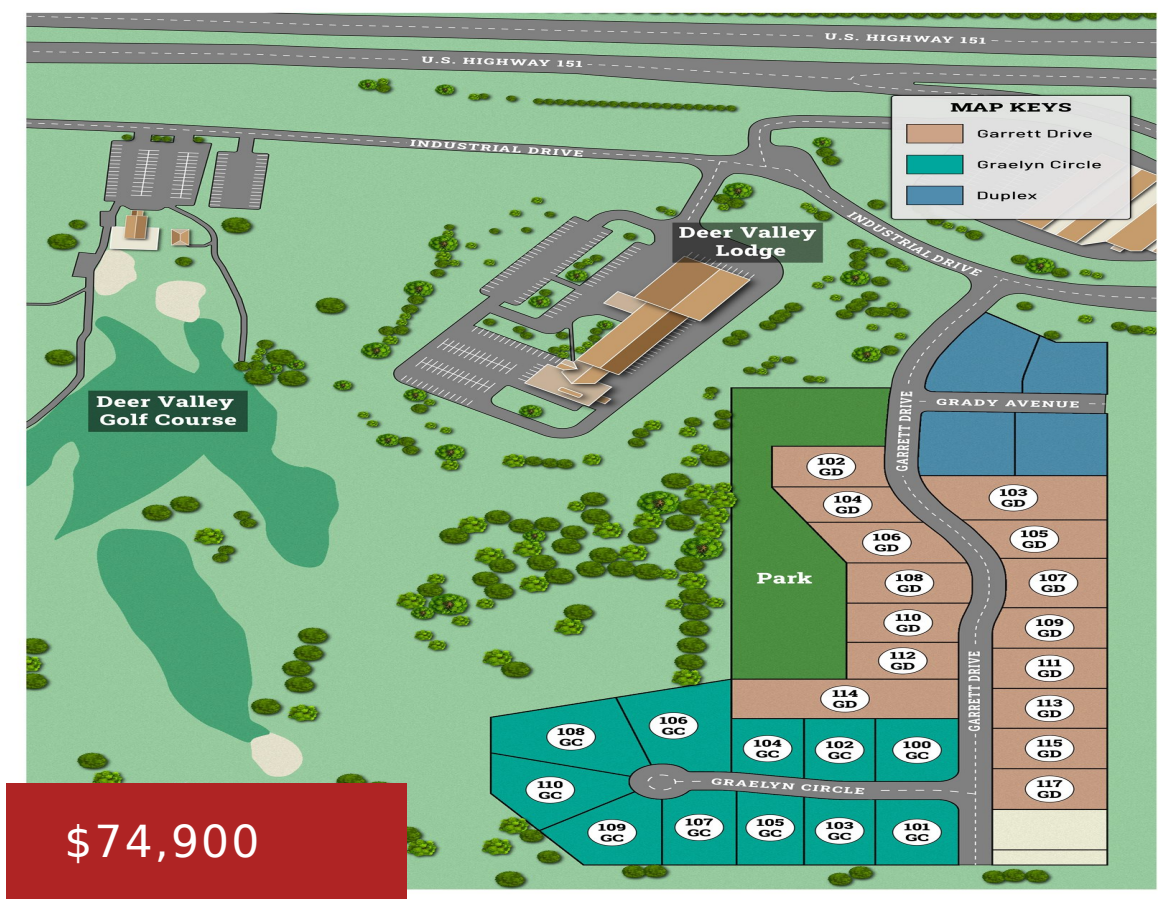 U.S. HIGHWAY 151
U.S. HIGHWAY 151
MAP KEYS
Garrett Drive
Graelyn Circle
Duplex
INDUSTRIAL DRIVE
INDUSTRIAL DRIVE
Deer Valley
Lodge
Deer Valley
Golf Course
GRADY AVENUE
GARRETT DRIVE
102
GD
104
GD
106
GD
108
GD
110
GD
112
GD
114
GD
103
GD
105
GD
107
GD
109
GD
111
GD
113
GD
115
GD
117
GD
Park
GARRETT DRIVE
108
GC
106
GC
104
GC
102
GC
100
GC
110
GC
GRAELYN CIRCLE
109
GC
107
GC
105
GC
103
GC
101
GC
$74,900